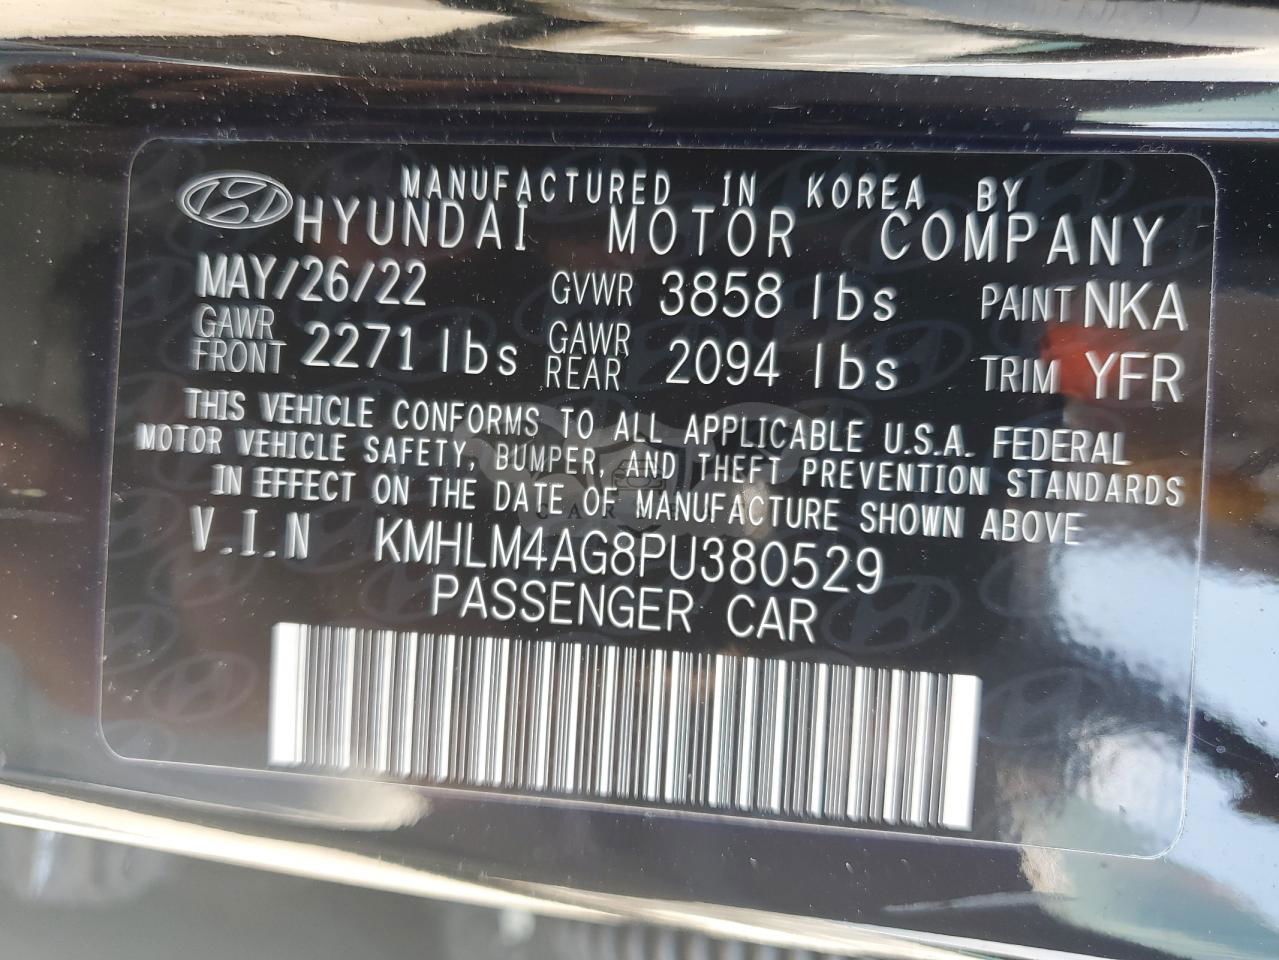 MANUFACTURED IN KOREA BY
HYUNDAI MOTOR COMPANY
MAY/26/22 GVWR 3858 lbs PAINT NKA
GAWR FRONT 2271 lbs GAWR REAR 2094 lbs TRIM YFR
THIS VEHICLE CONFORMS TO ALL APPLICABLE U.S.A. FEDERAL
MOTOR VEHICLE SAFETY, BUMPER, AND THEFT PREVENTION STANDARDS
IN EFFECT ON THE DATE OF MANUFACTURE SHOWN ABOVE
V.I.N KMHLM4AG8PU380529
PASSENGER CAR